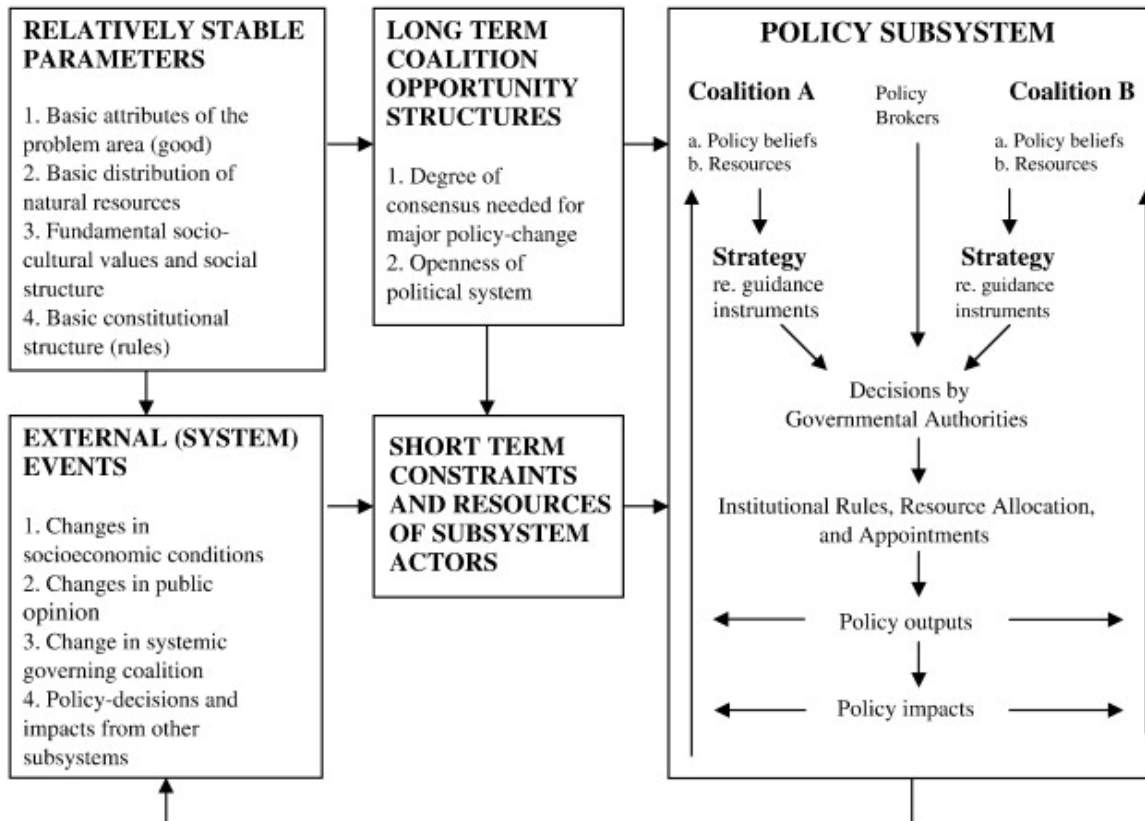 RELATIVELY STABLE
PARAMETERS
1. Basic attributes of the
problem area (good)
2. Basic distribution of
natural resources
3. Fundamental socio-
cultural values and social
structure
4. Basic constitutional
structure (rules)
LONG TERM
COALITION
OPPORTUNITY
STRUCTURES
1. Degree of
consensus needed for
major policy-change
2. Openness of
political system
EXTERNAL (SYSTEM)
EVENTS
1. Changes in
socioeconomic conditions
2. Changes in public
opinion
3. Change in systemic
governing coalition
4. Policy-decisions and
impacts from other
subsystems
SHORT TERM
CONSTRAINTS
AND RESOURCES
OF SUBSYSTEM
ACTORS
POLICY SUBSYSTEM
Coalition A
a. Policy beliefs
b. Resources
Strategy
re. guidance
instruments
Policy
Brokers
Coalition B
a. Policy beliefs
b. Resources
Strategy
re. guidance
instruments
Decisions by
Governmental Authorities
Institutional Rules, Resource Allocation,
and Appointments
Policy outputs
Policy impacts